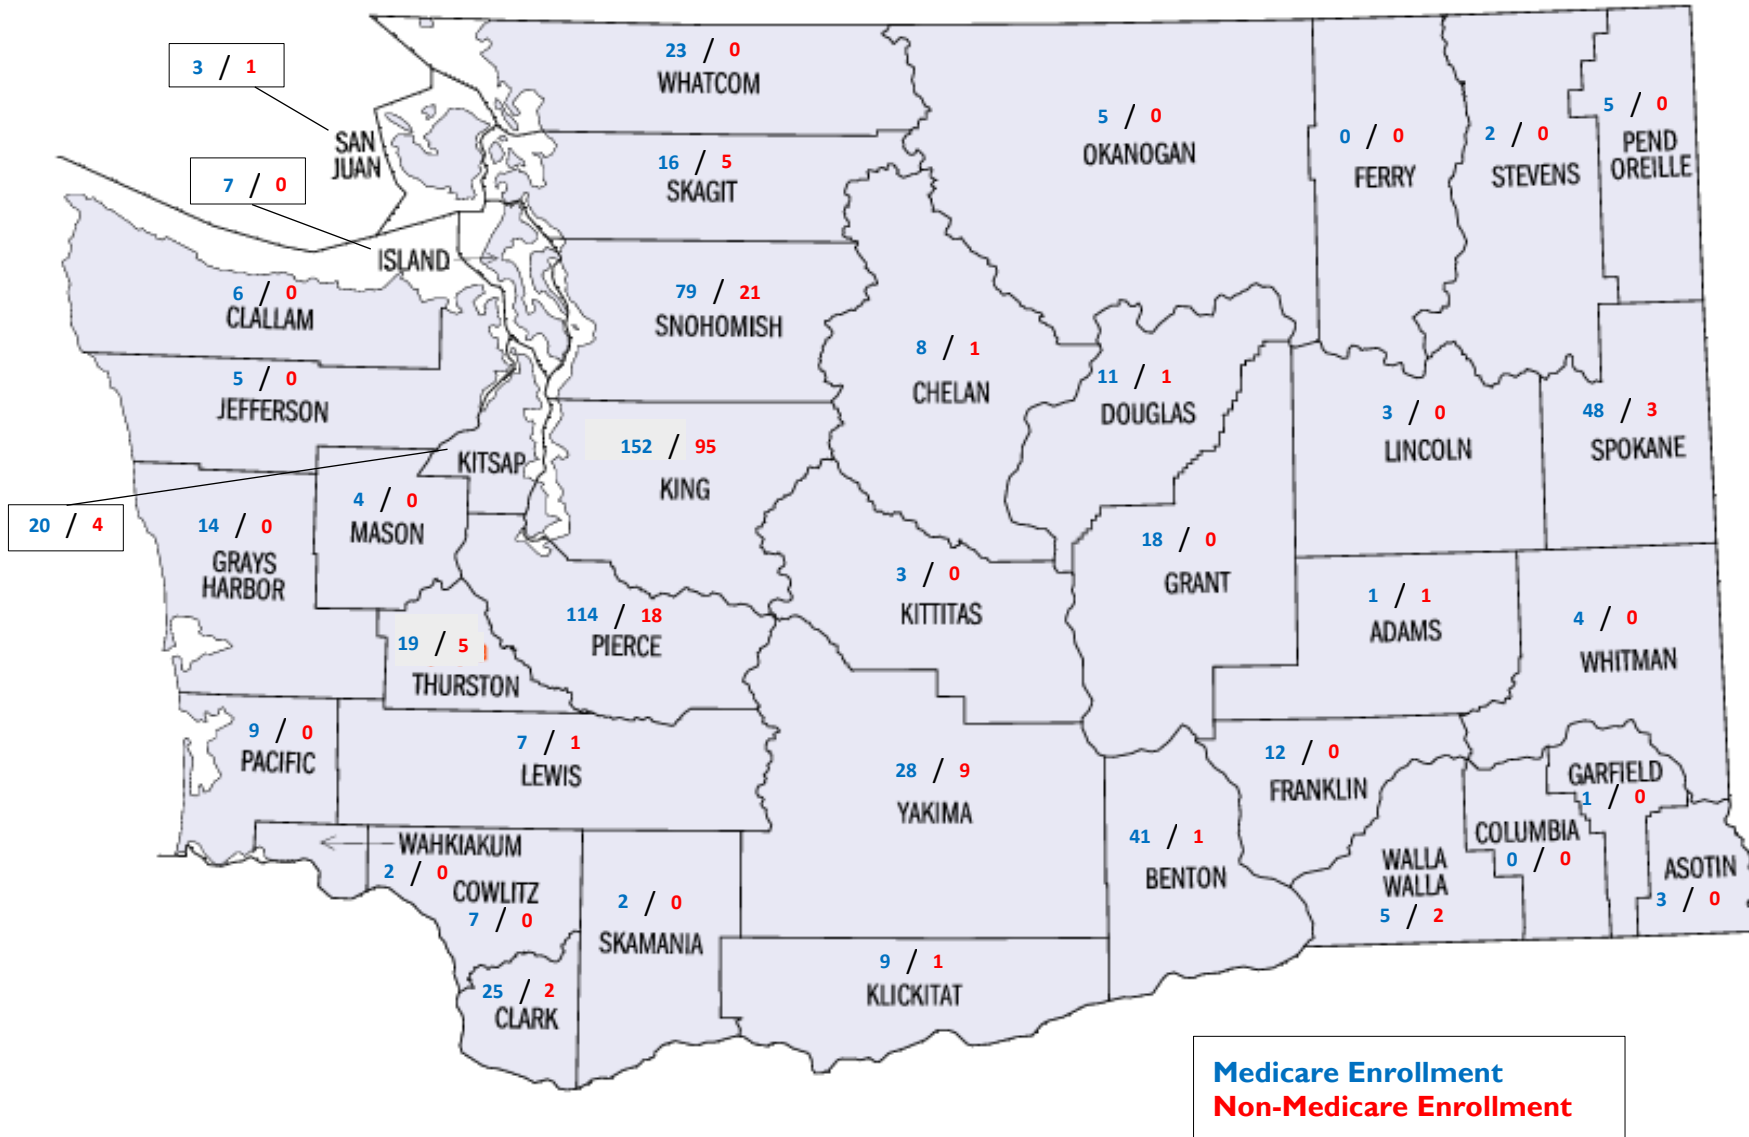 23 / 0
WHATCOM
3 / 1
SAN
JUAN
5 / 0
OKANOGAN
0 / 0
FERRY
2 / 0
STEVENS
5 / 0
PEND
OREILLE
16 / 5
SKAGIT
7 / 0
ISLAND
6 / 0
CLALLAM
79 / 21
SNOHOMISH
8 / 1
CHELAN
11 / 1
DOUGLAS
5 / 0
JEFFERSON
3 / 0
LINCOLN
48 / 3
SPOKANE
152 / 95
KING
KITSAP
20 / 4
4 / 0
MASON
14 / 0
GRAYS
HARBOR
18 / 0
GRANT
3 / 0
KITTITAS
1 / 1
ADAMS
4 / 0
WHITMAN
114 / 18
PIERCE
19 / 5
THURSTON
9 / 0
PACIFIC
7 / 1
LEWIS
28 / 9
YAKIMA
12 / 0
FRANKLIN
GARFIELD
1 / 0
COLUMBIA
0 / 0
41 / 1
BENTON
WALLA
WALLA
5 / 2
ASOTIN
3 / 0
WAHKIAKUM
2 / 0
COWLITZ
7 / 0
2 / 0
SKAMANIA
9 / 1
KLICKITAT
25 / 2
CLARK
Medicare Enrollment
Non-Medicare Enrollment